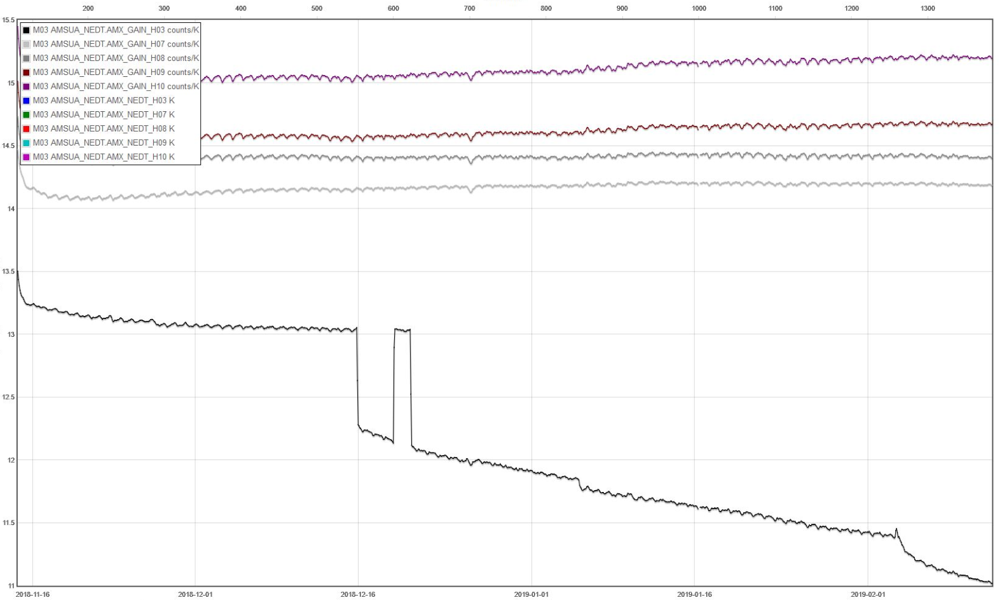 200 300 400 500 600 700 800 900 1000 1100 1200 1300
15.5
M03 AMSUA_NEDT.AMX_GAIN_H03 counts/K
M03 AMSUA_NEDT.AMX_GAIN_H07 counts/K
M03 AMSUA_NEDT.AMX_GAIN_H08 counts/K
M03 AMSUA_NEDT.AMX_GAIN_H09 counts/K
15
M03 AMSUA_NEDT.AMX_GAIN_H10 counts/K
M03 AMSUA_NEDT.AMX_NEDT_H03 K
M03 AMSUA_NEDT.AMX_NEDT_H07 K
M03 AMSUA_NEDT.AMX_NEDT_H08 K
14.5
M03 AMSUA_NEDT.AMX_NEDT_H09 K
M03 AMSUA_NEDT.AMX_NEDT_H10 K
14
13.5
13
12.5
12
11.5
11
2018-11-16 2018-12-01 2018-12-16 2019-01-01 2019-01-16 2019-02-01